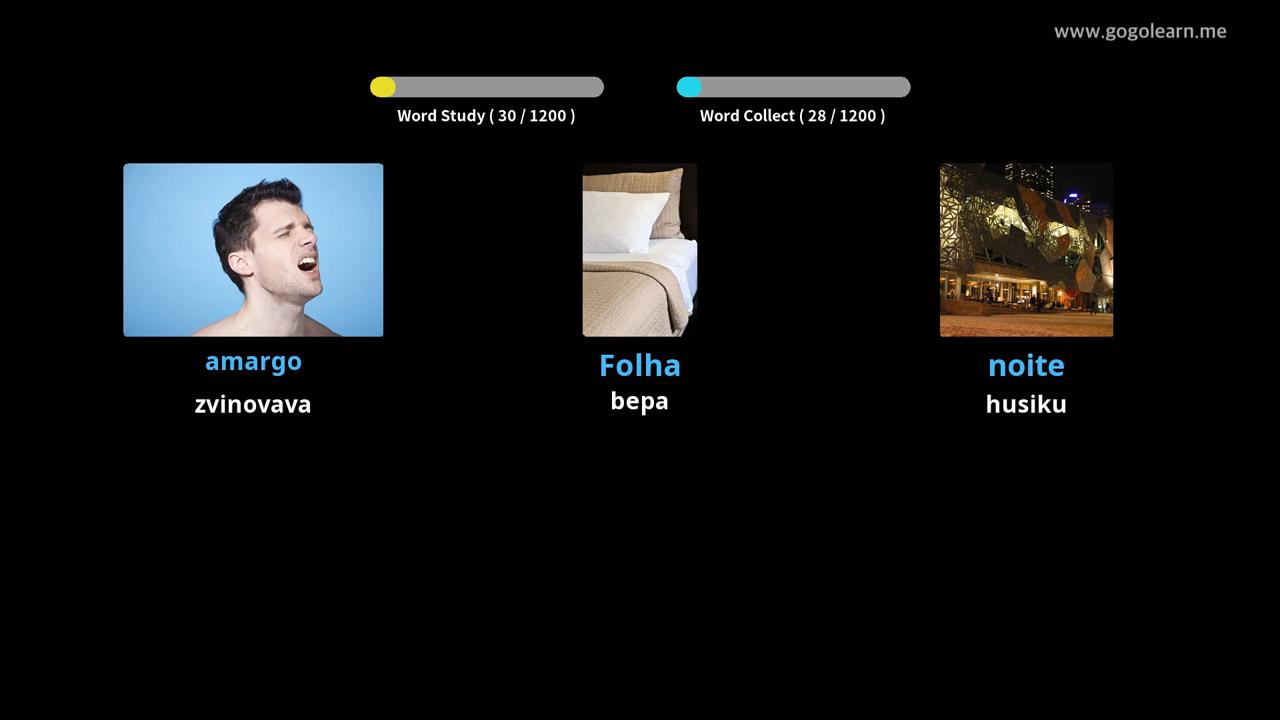 www.gogolearn.me
Word Study ( 30 / 1200 )
Word Collect ( 28 / 1200 )
amargo
zvinovava
Folha
bepa
noite
husiku